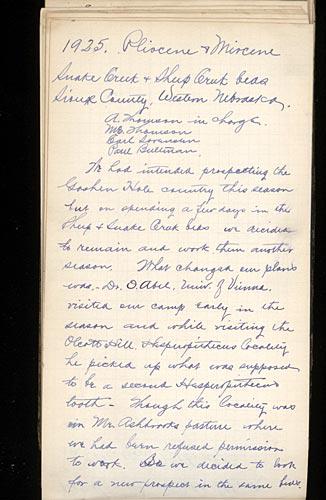 1925. Pliocene & Miocene
Snake Creek & Sheep Creek beds
Sioux County, Western Nebraska.
A. Thomson in charge.
Mrs Thomson
Carl Sorensen
Paul Bultman.
We had intended prospecting the
Goshen Hole country this season
but on spending a few days in the
Sheep & Snake Creek beds we decided
to remain and work them another
season. What changed our plans
was - Dr. O. Abel, Univ. of Vienna,
visited our camp early in the
season and while visiting the
Olcott Hill, Hesperopithecus Locality
he picked up what was supposed
to be a second Hesperopithecus
tooth - Though this Locality was
in Mr. Ashbrooks pasture where
we had been refused permission
to work. we decided to look
for a new prospect in the same